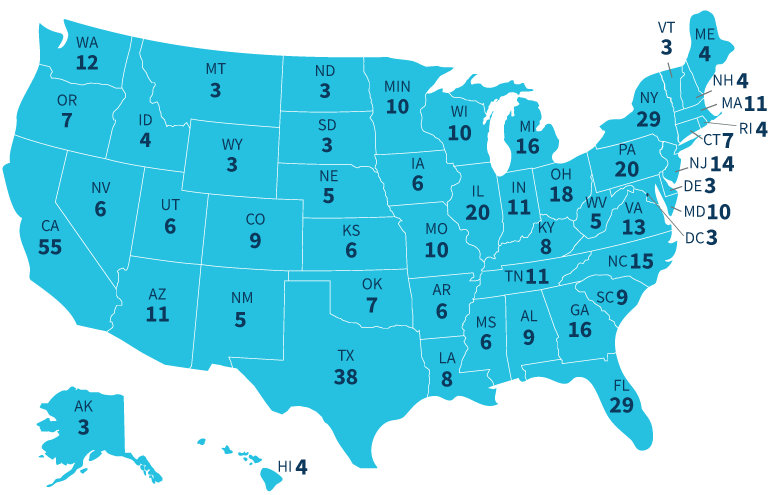 VT
3
ME
4
WA
12
MT
3
ND
3
MIN
10
NH 4
OR
7
ID
4
SD
3
WI
10
MI
16
NY
29
MA 11
RI 4
CT 7
WY
3
IA
6
PA
20
NJ 14
NV
6
UT
6
NE
5
IL
20
IN
11
OH
18
DE 3
CA
55
CO
9
KS
6
MO
10
KY
8
WV
5
VA
13
MD 10
DC 3
AZ
11
NM
5
OK
7
AR
6
TN 11
NC 15
SC 9
MS
6
AL
9
GA
16
TX
38
LA
8
FL
29
AK
3
HI 4